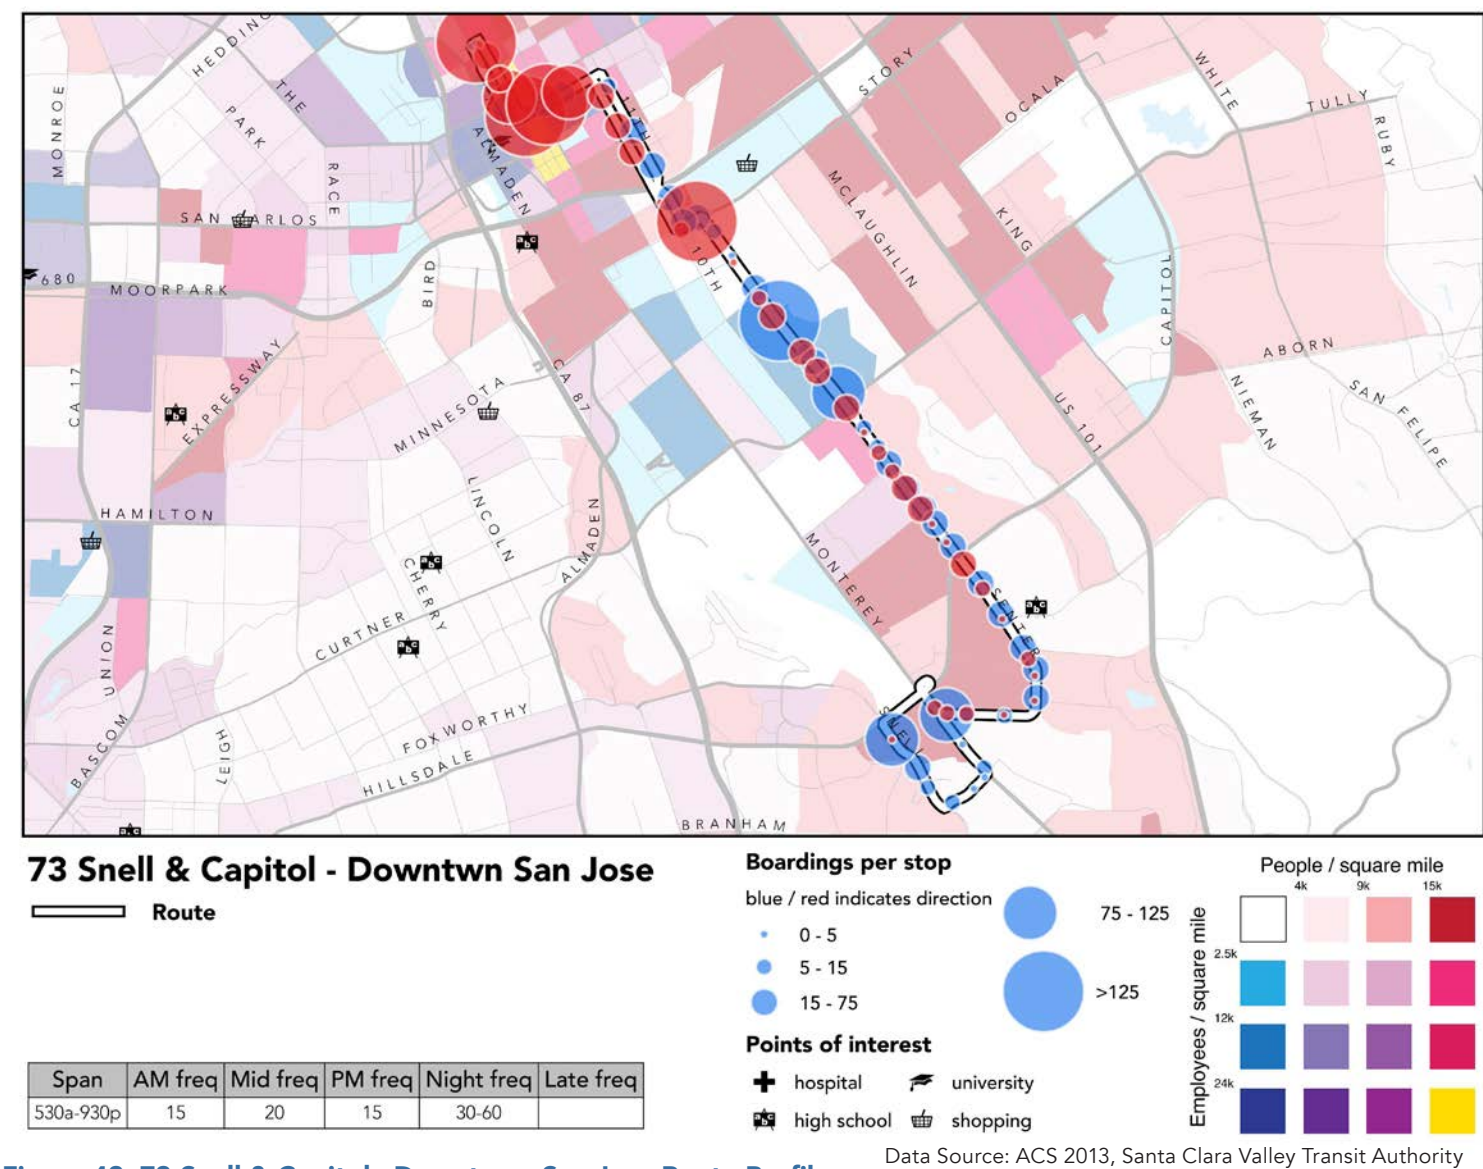 HEDDING
THE
PARK
MONROE
RACE
ALMADEN
11TH
STORY
OCALA
WHITE
TULLY
RUBY
SAN CARLOS
MCLAUGHLIN
KING
680
MOORPARK
BIRD
10TH
CAPITOL
ABORN
CA 17
EXPRESSWAY
MINNESOTA
CA 87
US 101
NIEMAN
SAN FELIPE
HAMILTON
LINCOLN
CHERRY
ALMADEN
MONTEREY
SENTER
CURTNER
UNION
BASCOM
LEIGH
FOXWORTHY
HILLSDALE
SNELL
BRANHAM
73 Snell & Capitol - Downtwn San Jose
Route
Span AM freq Mid freq PM freq Night freq Late freq
530a-930p 15 20 15 30-60
Boardings per stop
blue / red indicates direction
0 - 5
5 - 15
15 - 75
75 - 125
>125
Points of interest
hospital
university
high school
shopping
People / square mile
4k 9k 15k
Employees / square mile
2.5k
12k
24k
Data Source: ACS 2013, Santa Clara Valley Transit Authority